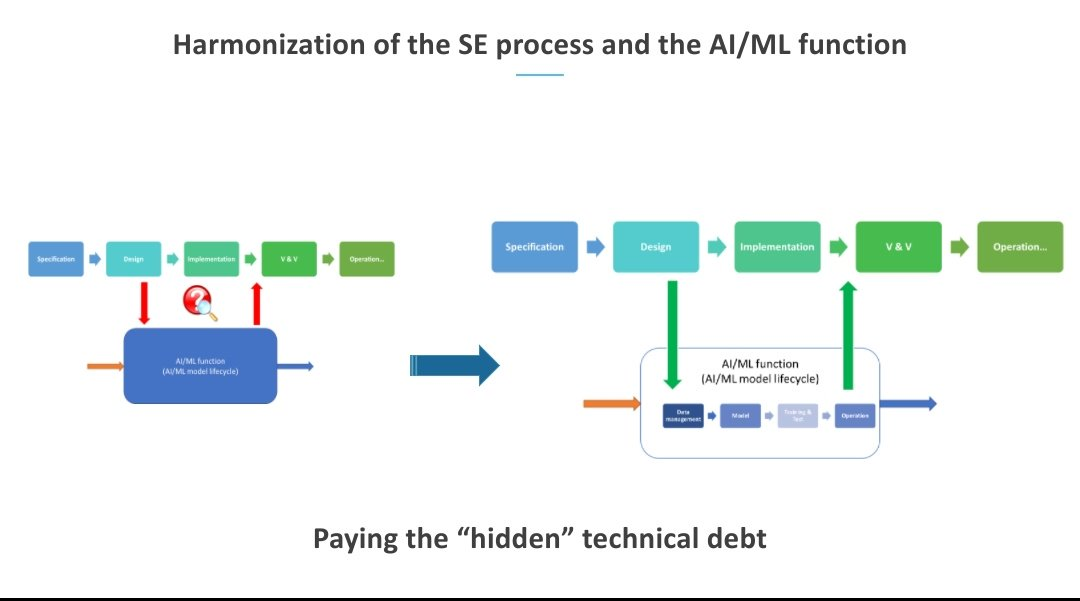 Harmonization of the SE process and the AI/ML function
Specification
Design
Implementation
V & V
Operation...
?
AI/ML function
(AI/ML model lifecycle)
Specification
Design
Implementation
V & V
Operation...
AI/ML function
(AI/ML model lifecycle)
Data
management
Model
Training &
Test
Operation
Paying the “hidden” technical debt